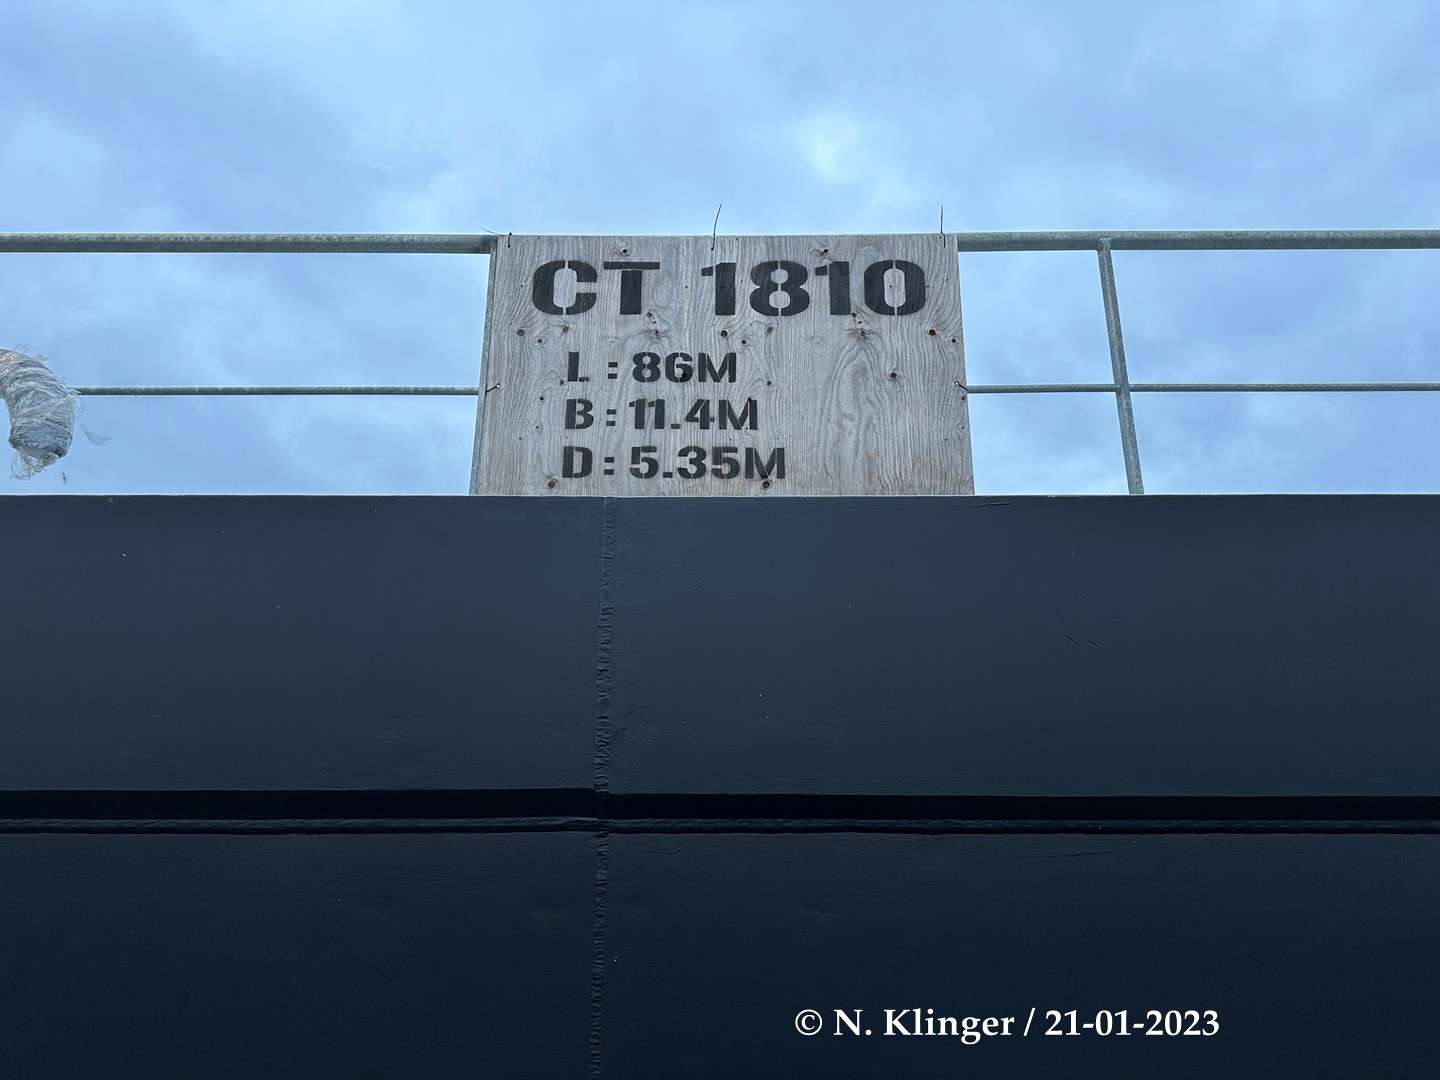 CT 1810
L : 86M
B : 11.4M
D : 5.35M
© N. Klinger / 21-01-2023